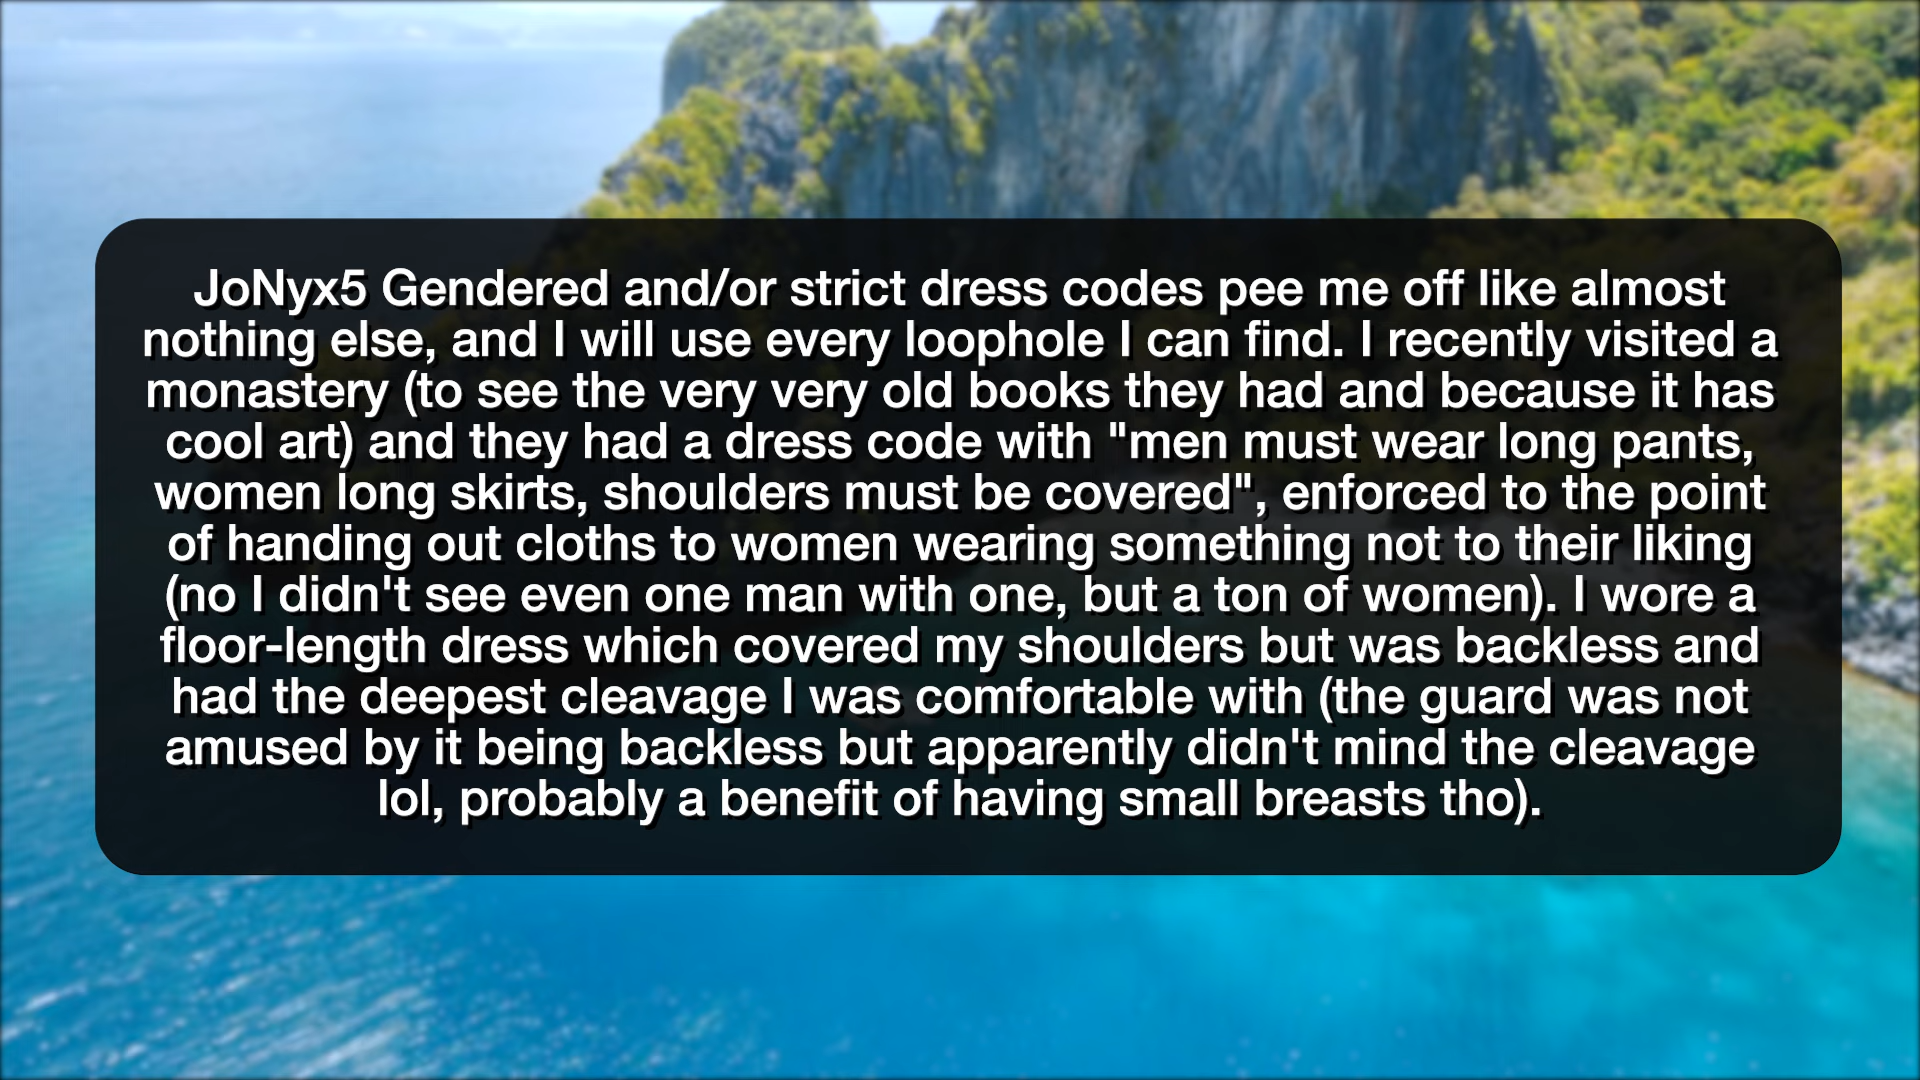 JoNyx5 Gendered and/or strict dress codes pee me off like almost
nothing else, and I will use every loophole I can find. I recently visited a
monastery (to see the very very old books they had and because it has
cool art) and they had a dress code with "men must wear long pants,
women long skirts, shoulders must be covered", enforced to the point
of handing out cloths to women wearing something not to their liking
(no I didn't see even one man with one, but a ton of women). I wore a
floor-length dress which covered my shoulders but was backless and
had the deepest cleavage I was comfortable with (the guard was not
amused by it being backless but apparently didn't mind the cleavage
lol, probably a benefit of having small breasts tho).